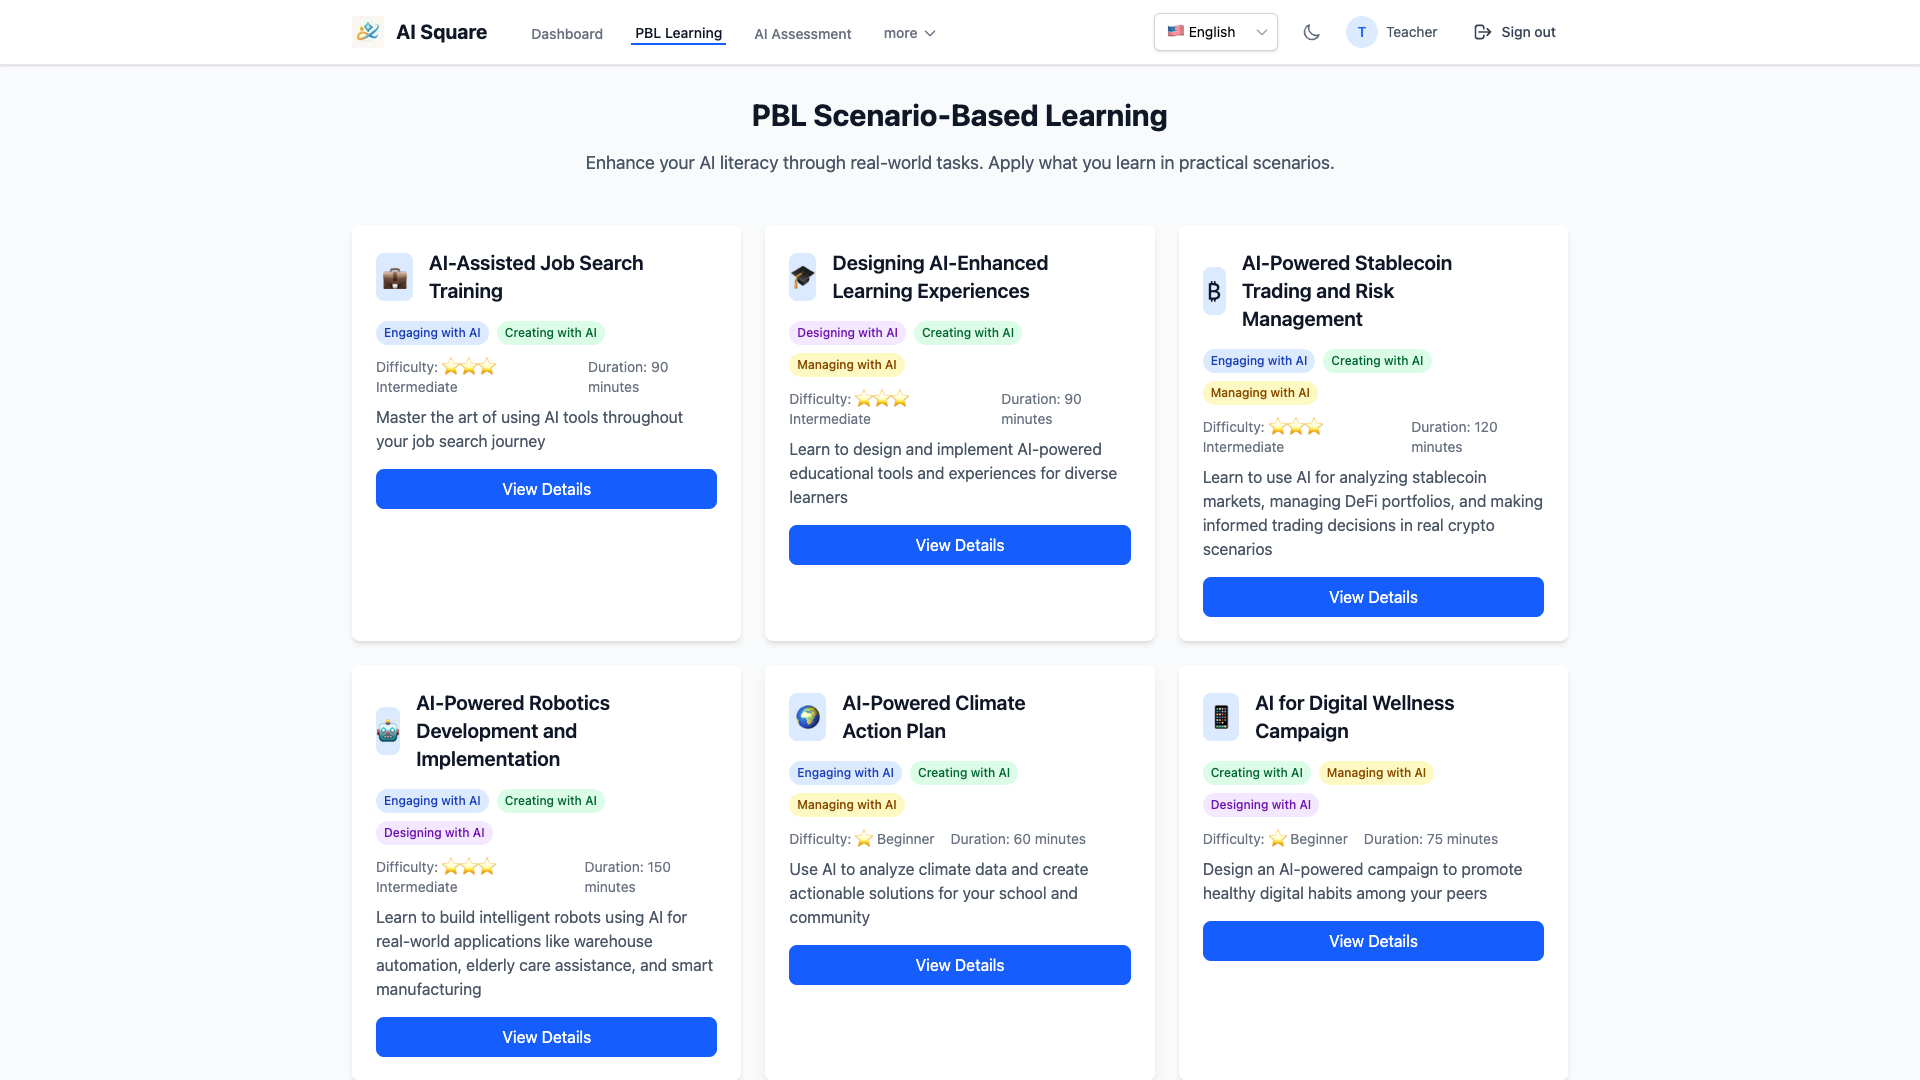 AI Square
Dashboard
PBL Learning
AI Assessment
more
English
T
Teacher
Sign out
PBL Scenario-Based Learning
Enhance your AI literacy through real-world tasks. Apply what you learn in practical scenarios.
AI-Assisted Job Search
Training
Engaging with AI
Creating with AI
Difficulty: ⭐⭐⭐
Intermediate
Duration: 90
minutes
Master the art of using AI tools throughout
your job search journey
View Details
Designing AI-Enhanced
Learning Experiences
Designing with AI
Creating with AI
Managing with AI
Difficulty: ⭐⭐⭐
Intermediate
Duration: 90
minutes
Learn to design and implement AI-powered
educational tools and experiences for diverse
learners
View Details
₿
AI-Powered Stablecoin
Trading and Risk
Management
Engaging with AI
Creating with AI
Managing with AI
Difficulty: ⭐⭐⭐
Intermediate
Duration: 120
minutes
Learn to use AI for analyzing stablecoin
markets, managing DeFi portfolios, and making
informed trading decisions in real crypto
scenarios
View Details
AI-Powered Robotics
Development and
Implementation
Engaging with AI
Creating with AI
Designing with AI
Difficulty: ⭐⭐⭐
Intermediate
Duration: 150
minutes
Learn to build intelligent robots using AI for
real-world applications like warehouse
automation, elderly care assistance, and smart
manufacturing
View Details
AI-Powered Climate
Action Plan
Engaging with AI
Creating with AI
Managing with AI
Difficulty: ⭐ Beginner
Duration: 60 minutes
Use AI to analyze climate data and create
actionable solutions for your school and
community
View Details
AI for Digital Wellness
Campaign
Creating with AI
Managing with AI
Designing with AI
Difficulty: ⭐ Beginner
Duration: 75 minutes
Design an AI-powered campaign to promote
healthy digital habits among your peers
View Details